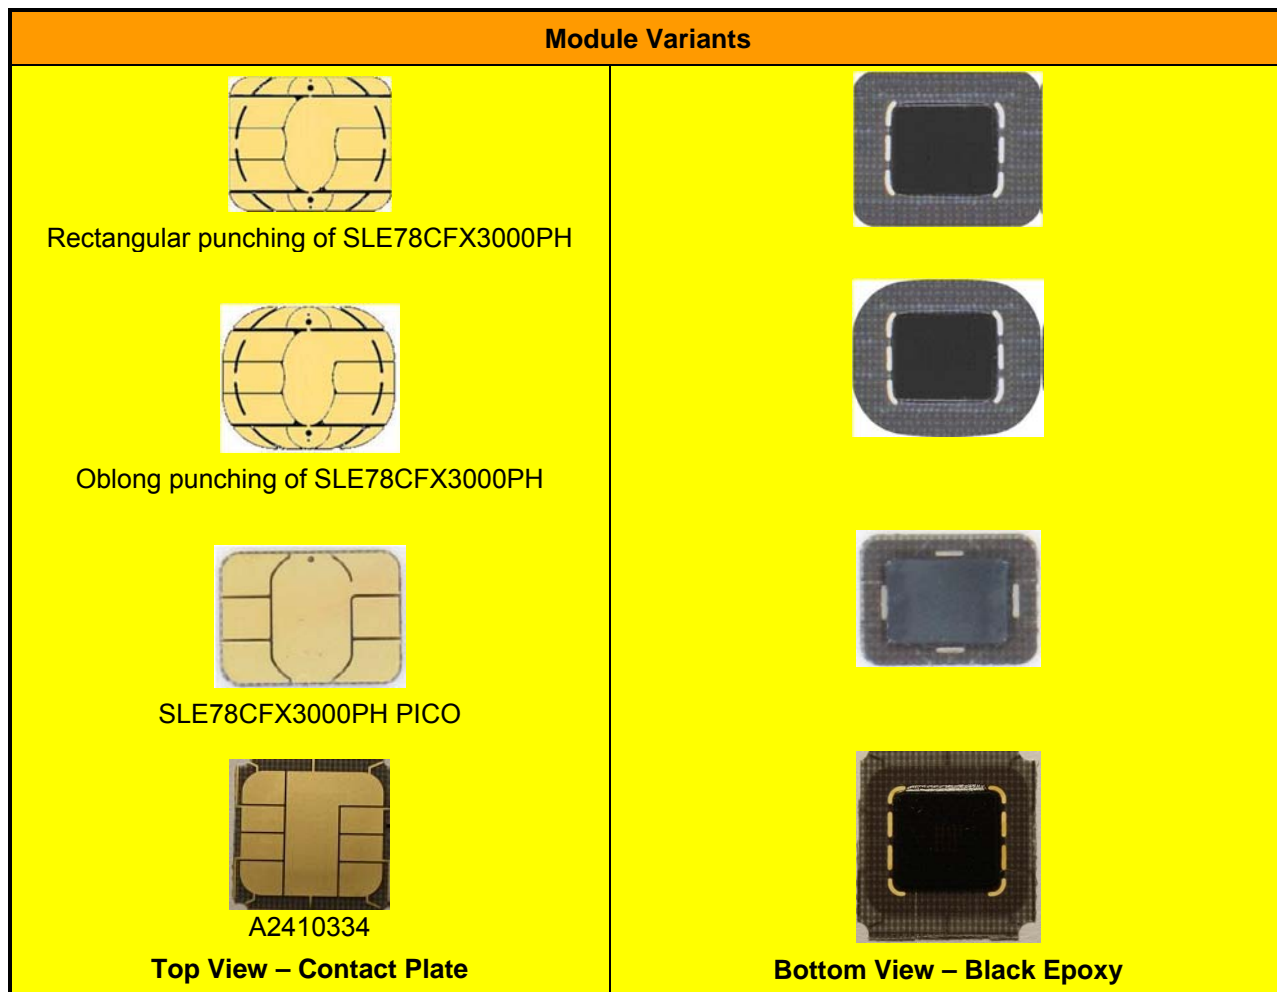 Module Variants
Rectangular punching of SLE78CFX3000PH
Oblong punching of SLE78CFX3000PH
SLE78CFX3000PH PICO
A2410334
Top View – Contact Plate
Bottom View – Black Epoxy